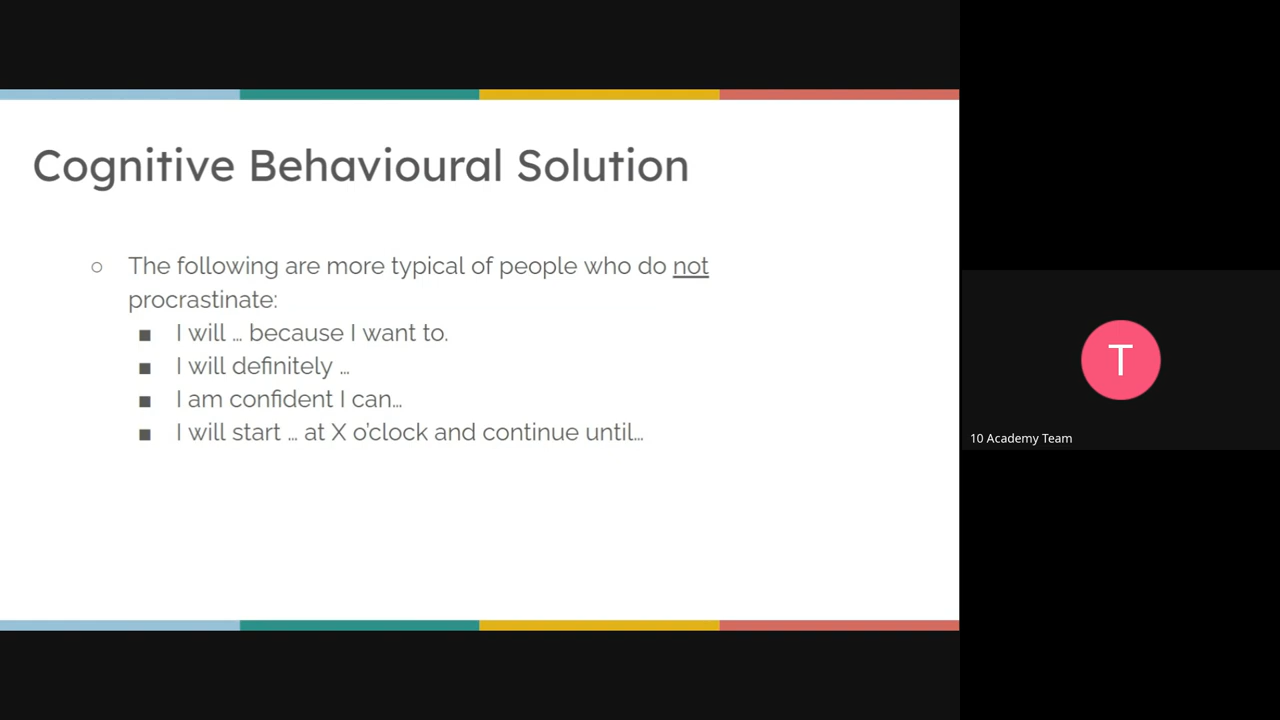 Cognitive Behavioural Solution
○ The following are more typical of people who do not
procrastinate:
■ I will … because I want to.
■ I will definitely …
■ I am confident I can…
■ I will start … at X o’clock and continue until…
T
10 Academy Team